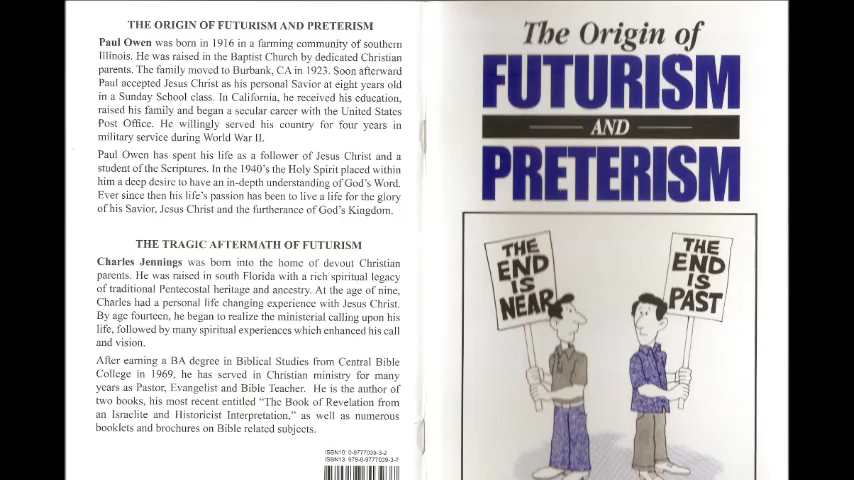 THE ORIGIN OF FUTURISM AND PRETERISM
Paul Owen was born in 1916 in a farming community of southern
Illinois. He was raised in the Baptist Church by dedicated Christian
parents. The family moved to Burbank, CA in 1923. Soon afterward
Paul accepted Jesus Christ as his personal Savior at eight years old
in a Sunday School class. In California, he received his education,
raised his family and began a secular career with the United States
Post Office. He willingly served his country for four years in
military service during World War II.
Paul Owen has spent his life as a follower of Jesus Christ and a
student of the Scriptures. In the 1940's the Holy Spirit placed within
him a deep desire to have an in-depth understanding of God's Word.
Ever since then his life's passion has been to live a life for the glory
of his Savior, Jesus Christ and the furtherance of God's Kingdom.
THE TRAGIC AFTERMATH OF FUTURISM
Charles Jennings was born into the home of devout Christian
parents. He was raised in south Florida with a rich spiritual legacy
of traditional Pentecostal heritage and ancestry. At the age of nine,
Charles had a personal life changing experience with Jesus Christ.
By age fourteen, he began to realize the ministerial calling upon his
life, followed by many spiritual experiences which enhanced his call
and vision.
After earning a BA degree in Biblical Studies from Central Bible
College in 1969, he has served in Christian ministry for many
years as Pastor, Evangelist and Bible Teacher. He is the author of
two books, his most recent entitled “The Book of Revelation from
an Israelite and Historicist Interpretation,” as well as numerous
booklets and brochures on Bible related subjects.
ISBN10: 0-9777039-3-2
ISBN13: 978-0-9777039-3-7
The Origin of
FUTURISM
AND
PRETERISM
THE
END
IS
NEAR
THE
END
IS
PAST